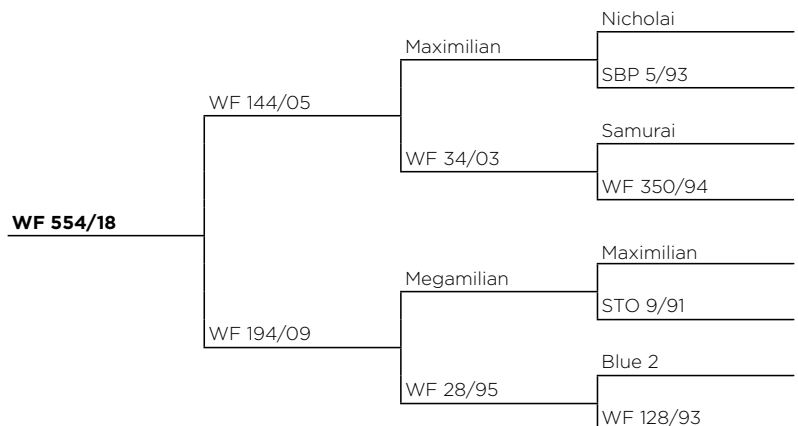 Nicholai
Maximilian
SBP 5/93
WF 144/05
Samurai
WF 34/03
WF 350/94
WF 554/18
Maximilian
Megamilian
STO 9/91
WF 194/09
Blue 2
WF 28/95
WF 128/93